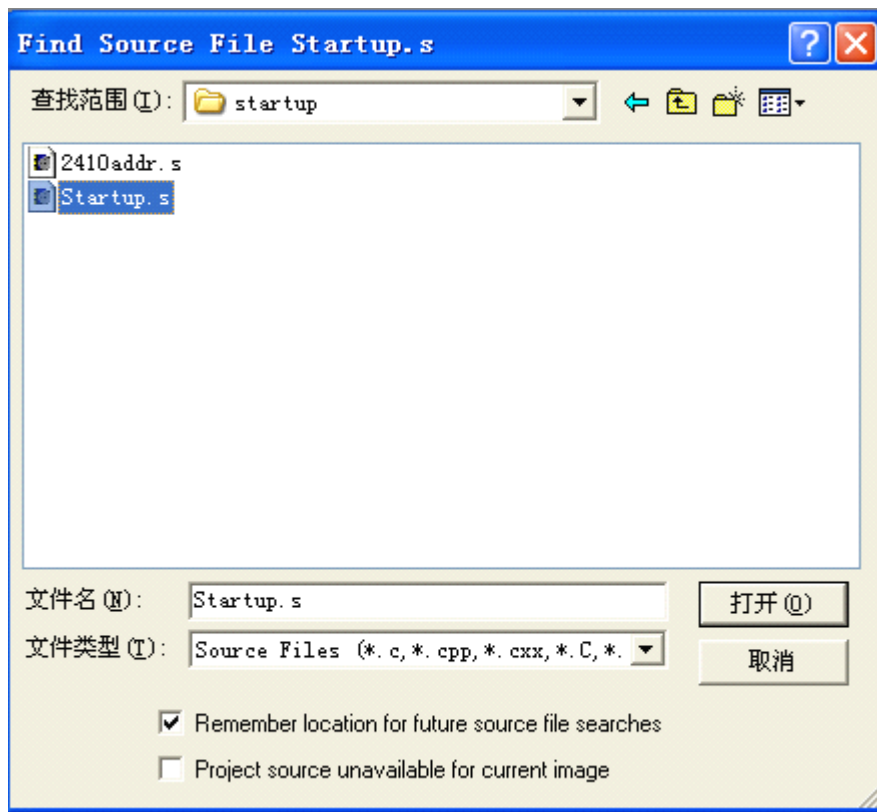 Find Source File Startup.s
查找范围(I): startup
2410addr.s
Startup.s
文件名(N): Startup.s 打开(O)
文件类型(T): Source Files (*.c,*.cpp,*.cxx,*.C,*. 取消
Remember location for future source file searches
Project source unavailable for current image